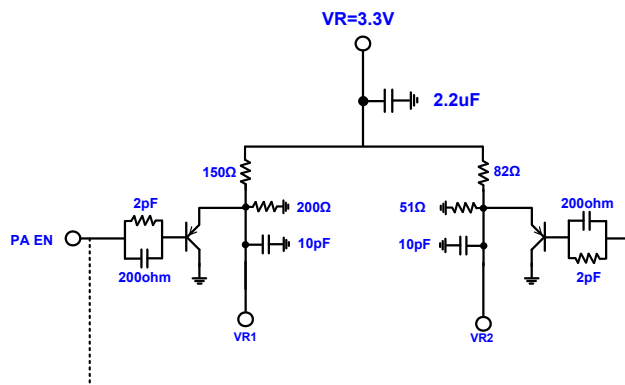 VR=3.3V
2.2uF
150Ω
82Ω
2pF
200Ω
51Ω
200ohm
PA EN
10pF
10pF
200ohm
2pF
VR1
VR2